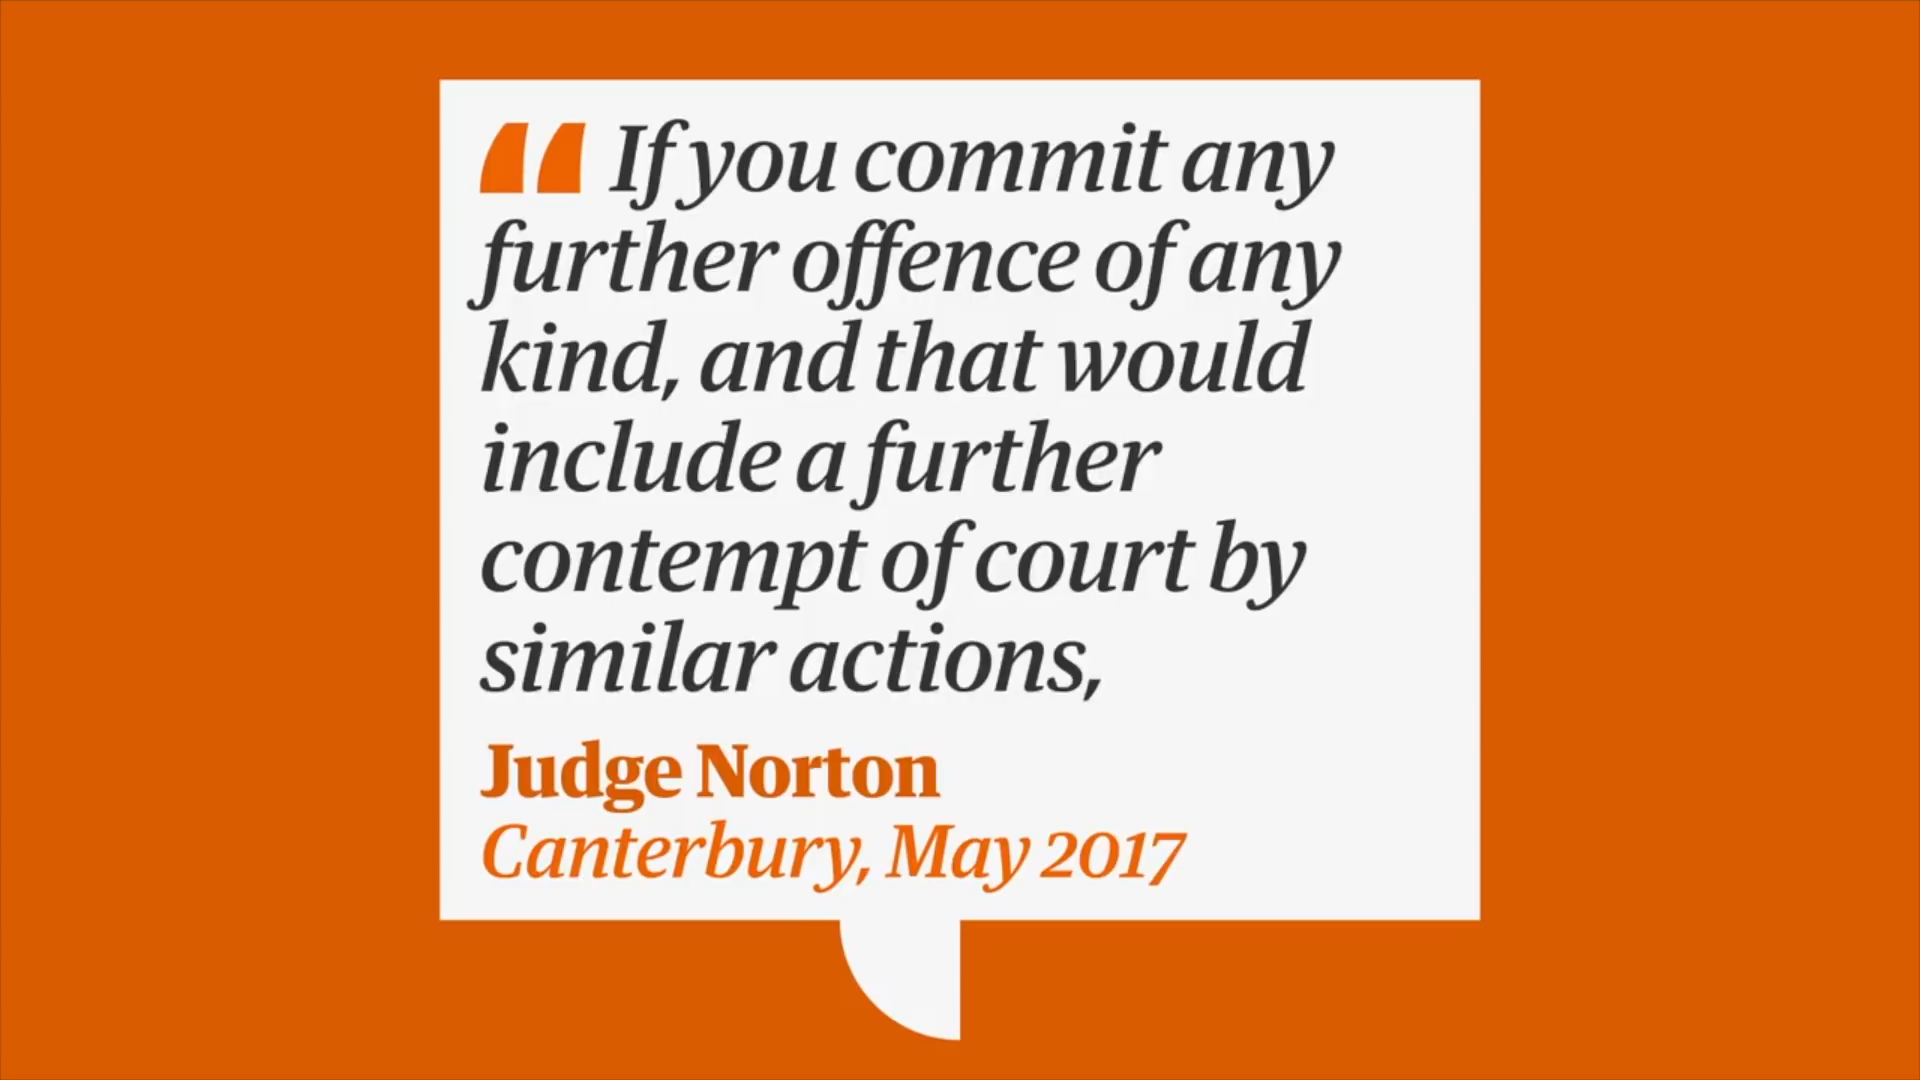 “ If you commit any
further offence of any
kind, and that would
include a further
contempt of court by
similar actions,
Judge Norton
Canterbury, May 2017